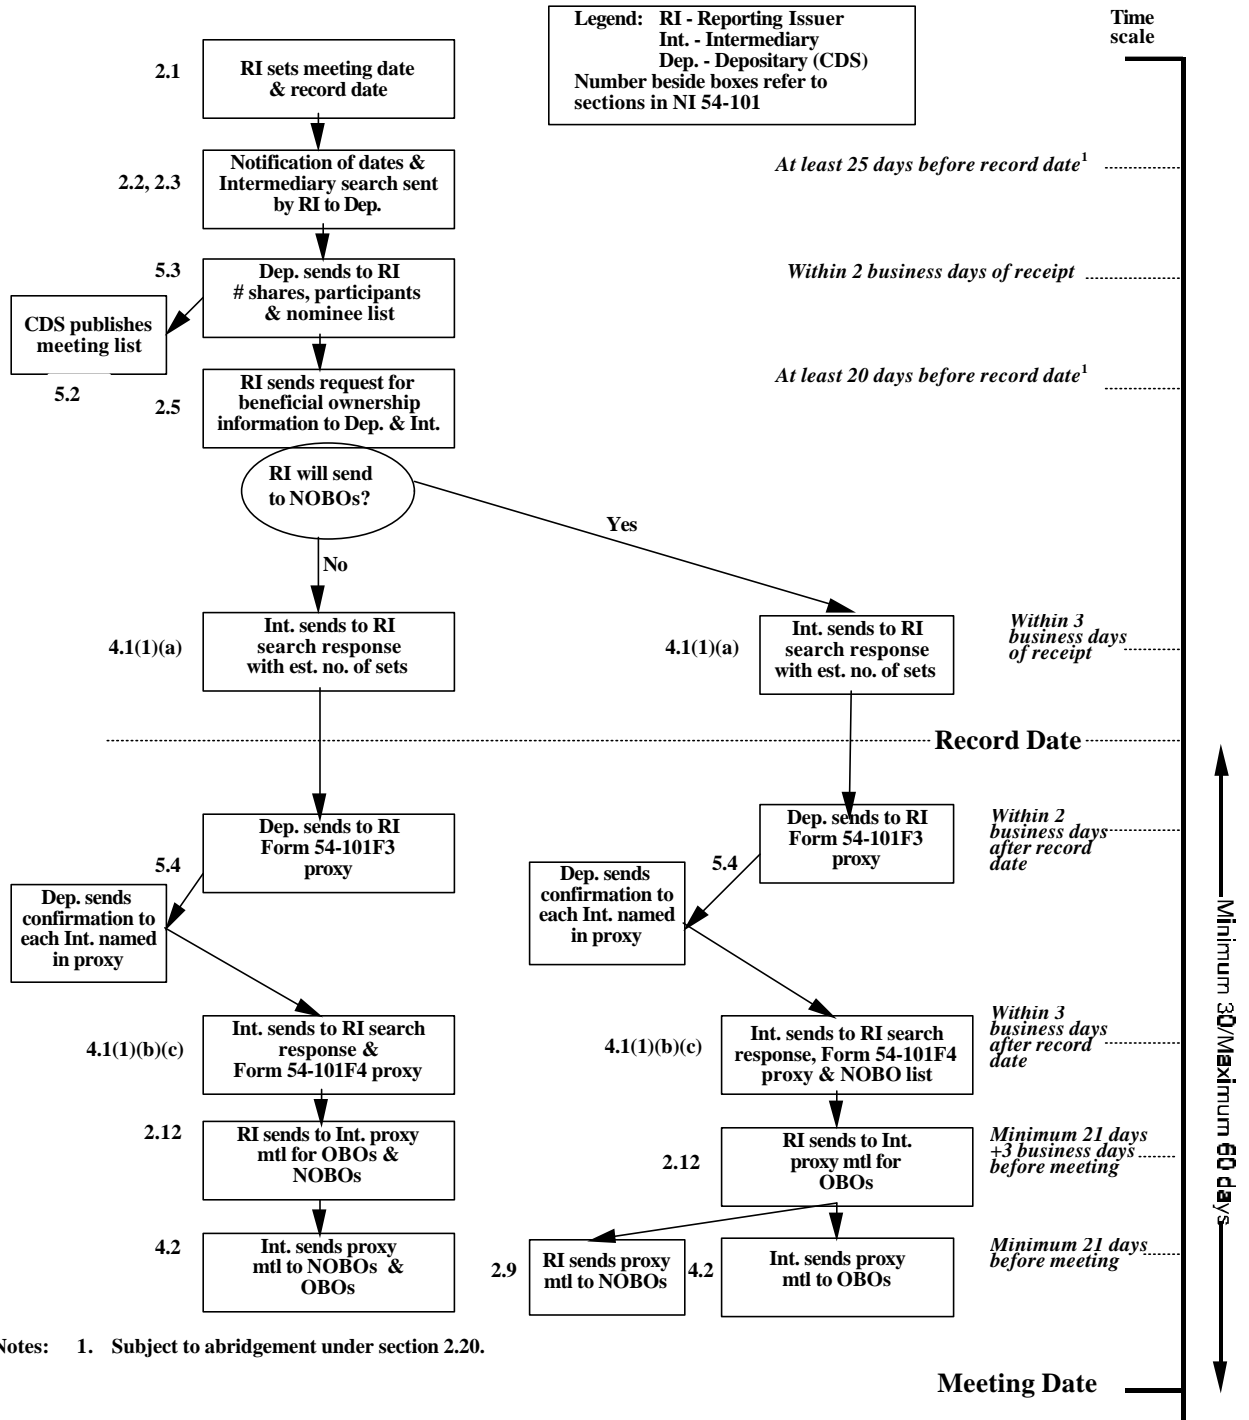 Legend: RI - Reporting Issuer
Int. - Intermediary
Dep. - Depositary (CDS)
Number beside boxes refer to
sections in NI 54-101
Time
scale
2.1
RI sets meeting date
& record date
2.2, 2.3
Notification of dates &
Intermediary search sent
by RI to Dep.
At least 25 days before record date1
5.3
Dep. sends to RI
# shares, participants
& nominee list
Within 2 business days of receipt
CDS publishes
meeting list
5.2
2.5
RI sends request for
beneficial ownership
information to Dep. & Int.
At least 20 days before record date1
RI will send
to NOBOs?
Yes
No
4.1(1)(a)
Int. sends to RI
search response
with est. no. of sets
4.1(1)(a)
Int. sends to RI
search response
with est. no. of sets
Within 3
business days
of receipt
Record Date
Dep. sends to RI
Form 54-101F3
proxy
5.4
Dep. sends
confirmation to
each Int. named
in proxy
Dep. sends to RI
Form 54-101F3
proxy
5.4
Dep. sends
confirmation to
each Int. named
in proxy
Within 2
business days
after record
date
4.1(1)(b)(c)
Int. sends to RI search
response &
Form 54-101F4 proxy
4.1(1)(b)(c)
Int. sends to RI search
response, Form 54-101F4
proxy & NOBO list
Within 3
business days
after record
date
2.12
RI sends to Int. proxy
mtl for OBOs &
NOBOs
2.12
RI sends to Int.
proxy mtl for
OBOs
Minimum 21 days
+3 business days
before meeting
4.2
Int. sends proxy
mtl to NOBOs &
OBOs
2.9
RI sends proxy
mtl to NOBOs
4.2
Int. sends proxy
mtl to OBOs
Minimum 21 days
before meeting
Minimum 30/Maximum 60 days
Notes: 1. Subject to abridgement under section 2.20.
Meeting Date